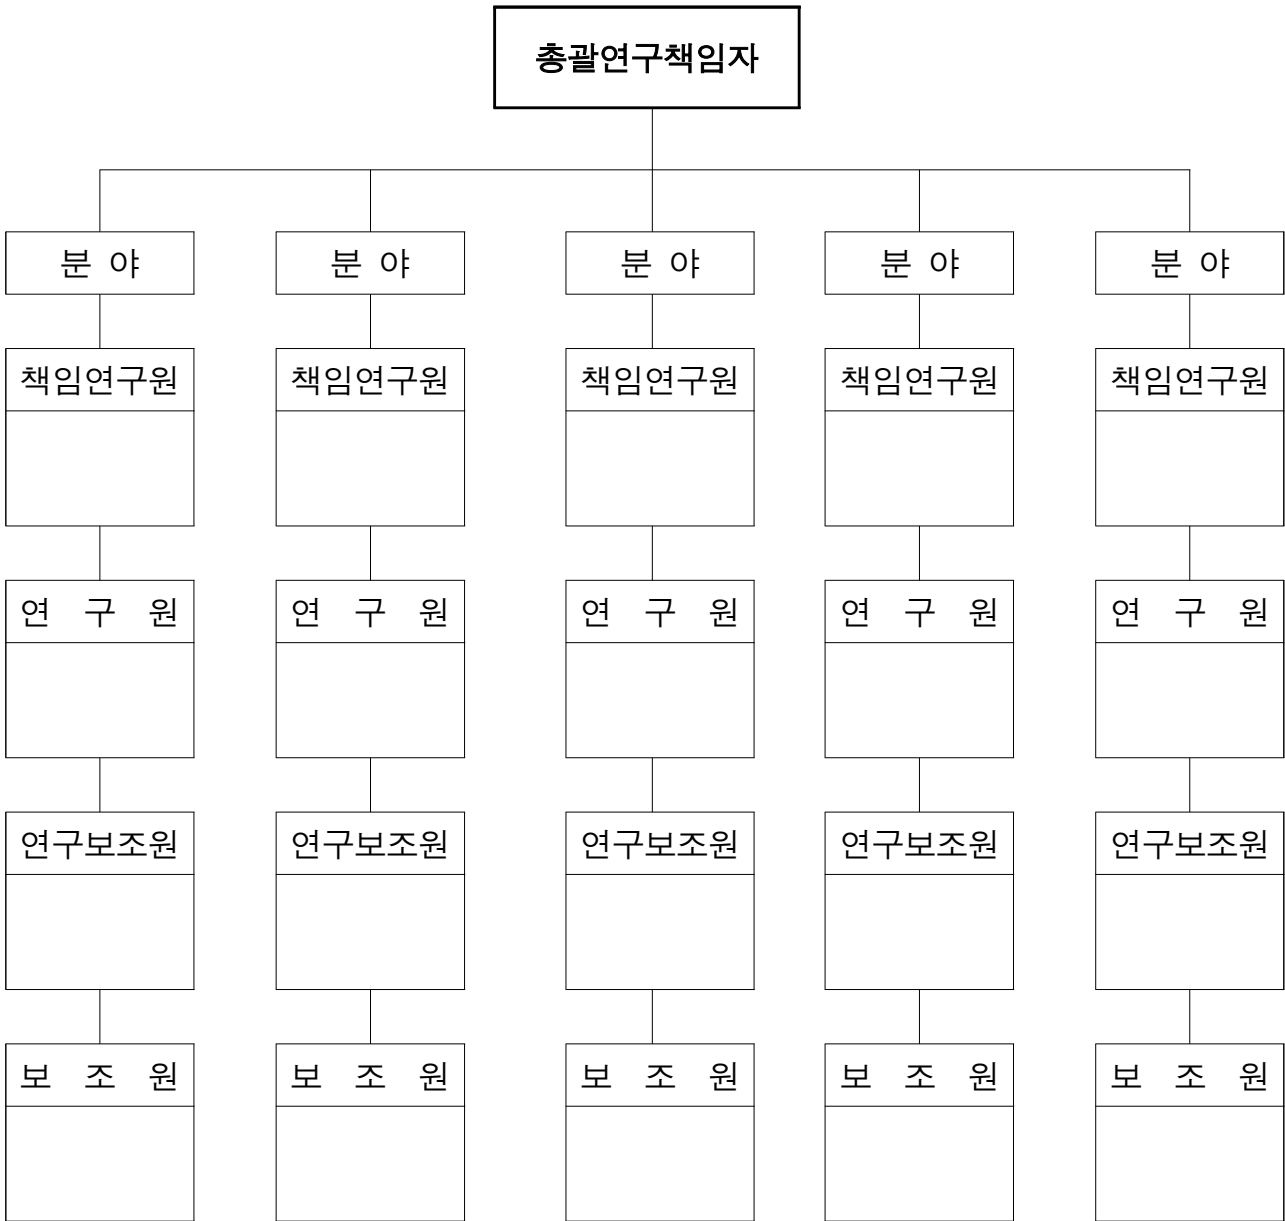 총괄연구책임자
분 야 분 야 분 야 분 야 분 야
책임연구원 책임연구원 책임연구원 책임연구원 책임연구원
연 구 원 연 구 원 연 구 원 연 구 원 연 구 원
연구보조원 연구보조원 연구보조원 연구보조원 연구보조원
보 조 원 보 조 원 보 조 원 보 조 원 보 조 원